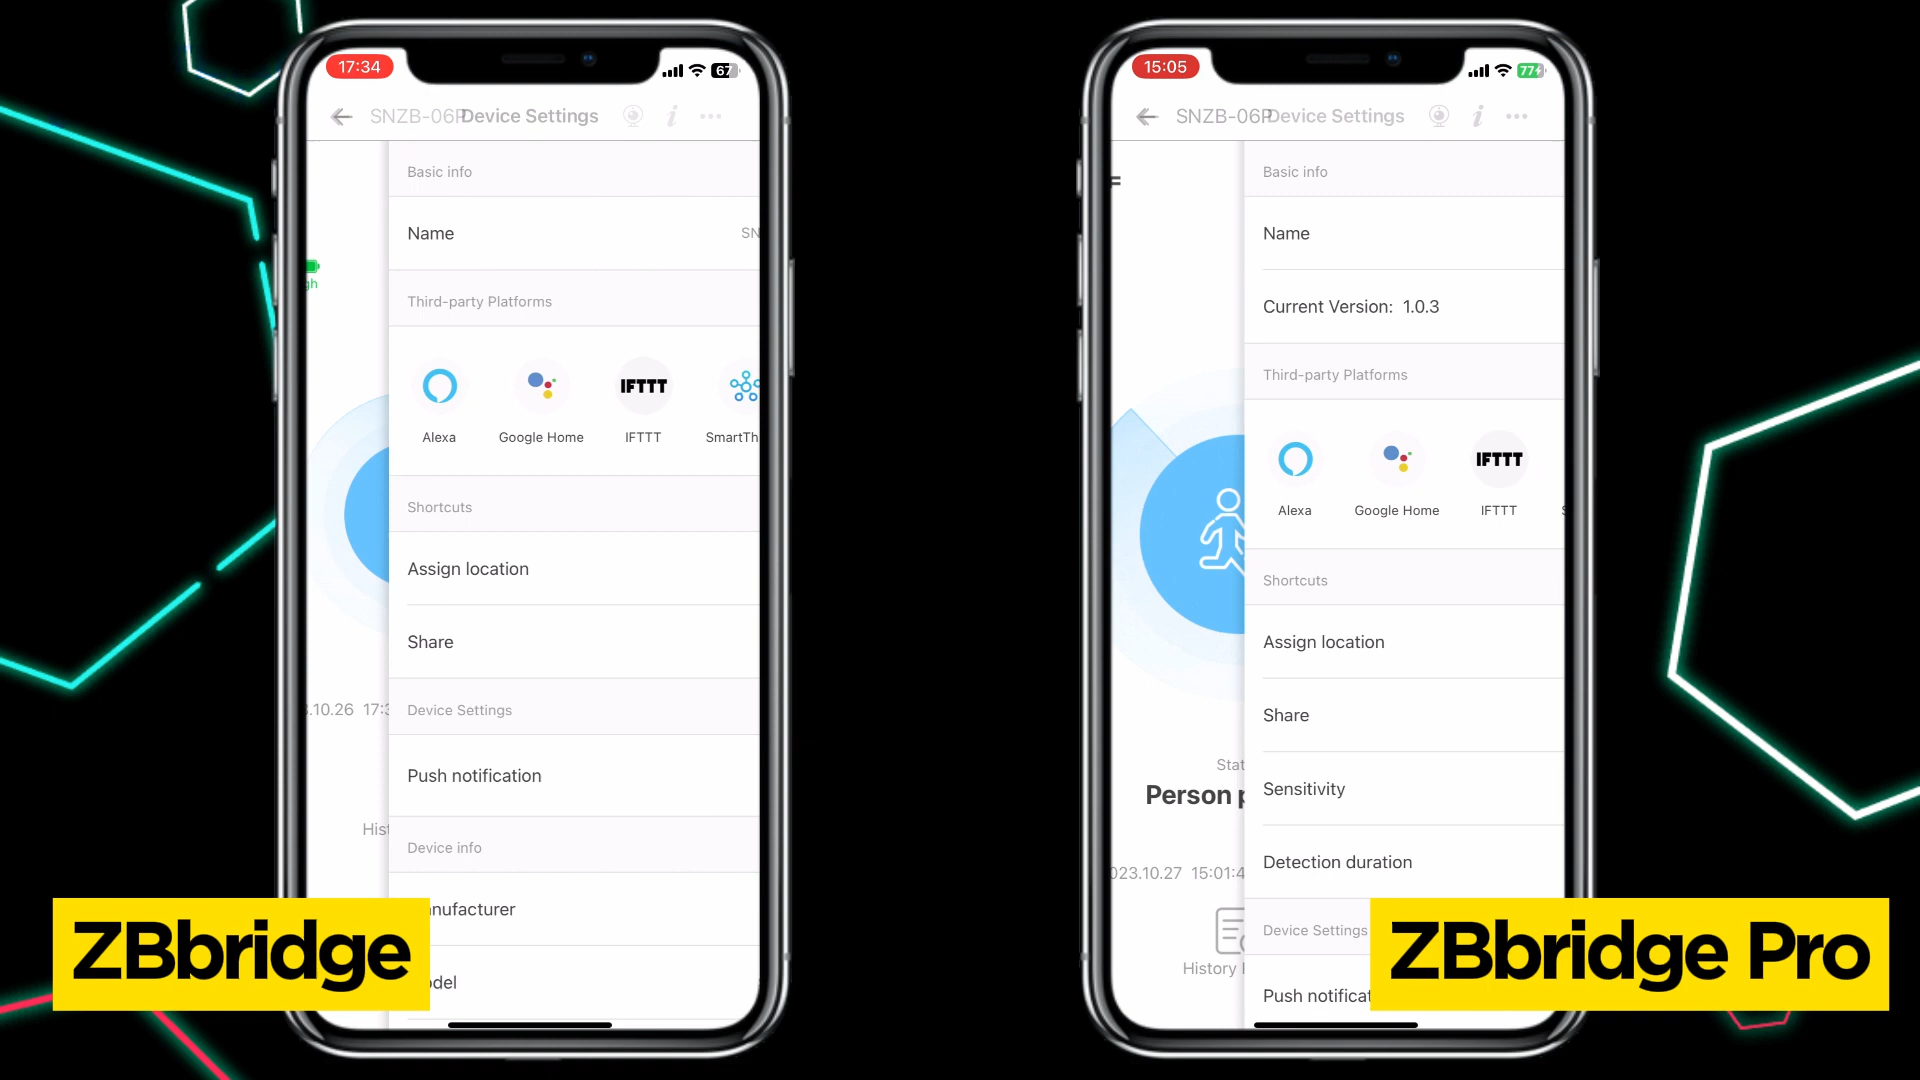 17:34
67
SNZB-06P
Device Settings
Basic info
Name
SN
Third-party Platforms
IFTTT
Alexa
Google Home
IFTTT
SmartTh
Shortcuts
Assign location
Share
.10.26 17:3
Device Settings
Push notification
Hist
Device info
anufacturer
odel
ZBbridge
15:05
77
SNZB-06P
Device Settings
Basic info
Name
Current Version: 1.0.3
Third-party Platforms
IFTTT
Alexa
Google Home
IFTTT
Shortcuts
Assign location
Share
Stat
Person p
Sensitivity
Detection duration
023.10.27 15:01:4
Device Settings
History
Push notificat
ZBbridge Pro